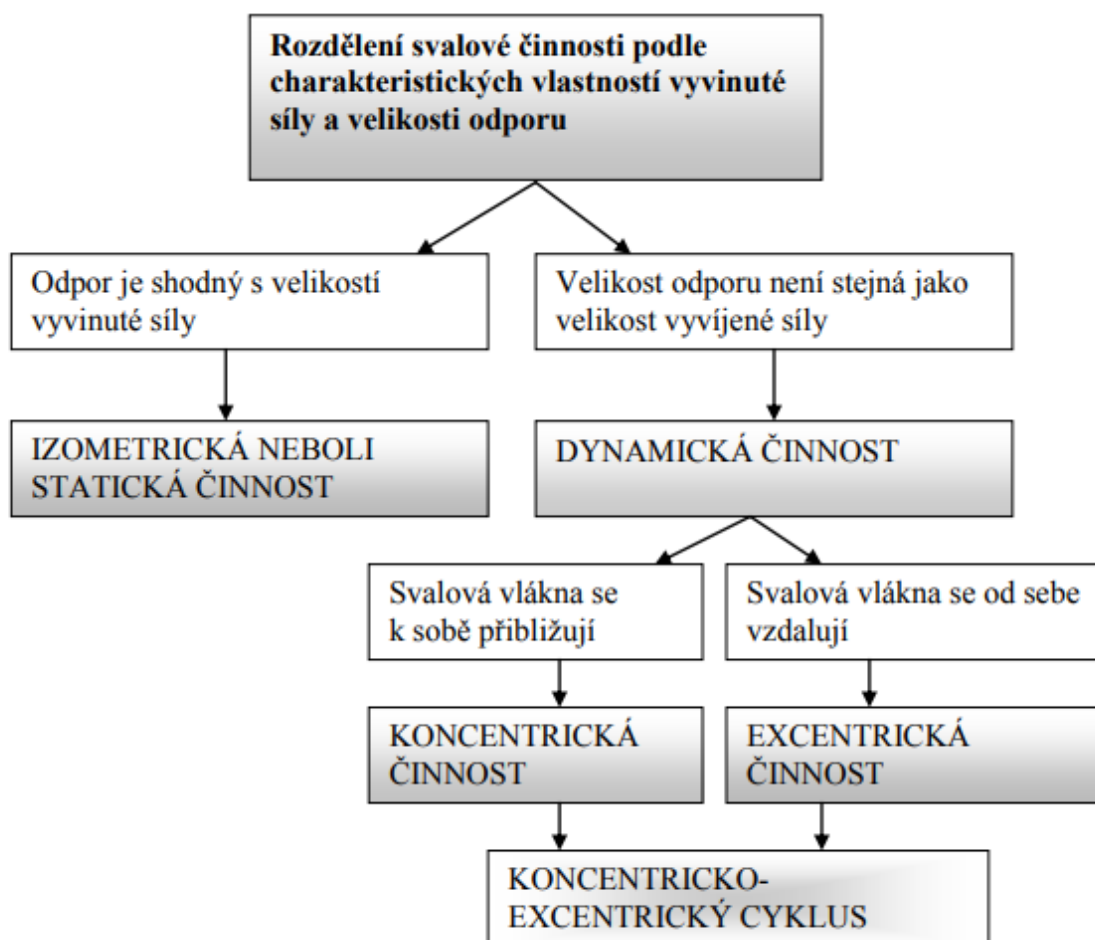 Rozdělení svalové činnosti podle
charakteristických vlastností vyvinuté
síly a velikosti odporu
Odpor je shodný s velikostí
vyvinuté síly
Velikost odporu není stejná jako
velikost vyvíjené síly
IZOMETRICKÁ NEBOLI
STATICKÁ ČINNOST
DYNAMICKÁ ČINNOST
Svalová vlákna se
k sobě přibližují
Svalová vlákna se od sebe
vzdalují
KONCENTRICKÁ
ČINNOST
EXCENTRICKÁ
ČINNOST
KONCENTRICKO-
EXCENTRICKÝ CYKLUS